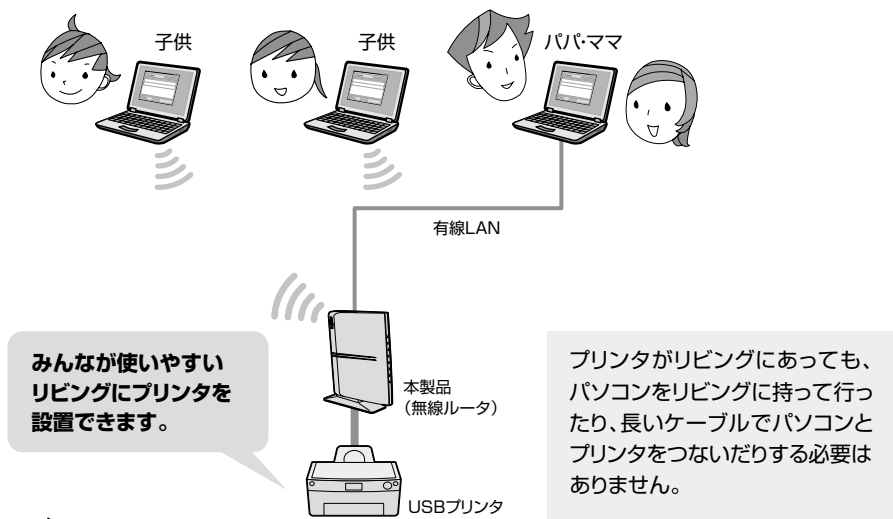 子供
子供
パパ・ママ
有線LAN
みんなが使いやすい
リビングにプリンタを
設置できます。
本製品
（無線ルータ）
USBプリンタ
プリンタがリビングにあっても、
パソコンをリビングに持って行っ
たり、長いケーブルでパソコンと
プリンタをつないだりする必要は
ありません。